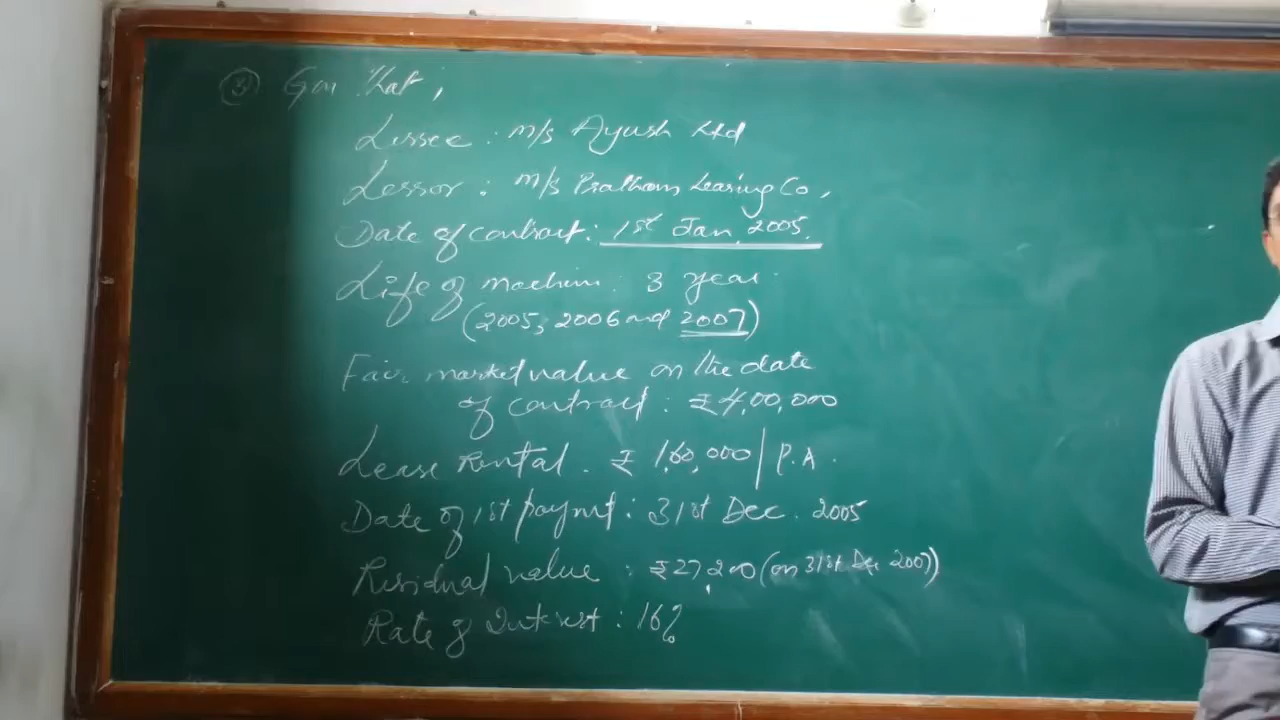 ③ Given that,
Lessee : M/s Ayush Ltd
Lessor : M/s Pratham Leasing Co,
Date of contract : 1st Jan, 2005.
Life of machine : 3 year
(2005, 2006 and 2007)
Fair market value on the date
of contract : ₹4,00,000
Lease Rental. ₹ 1,60,000/P.A.
Date of 1st paymt : 31st Dec. 2005
Residual value : ₹27,200 (on 31st Dec 2007)
Rate of Interest : 16%